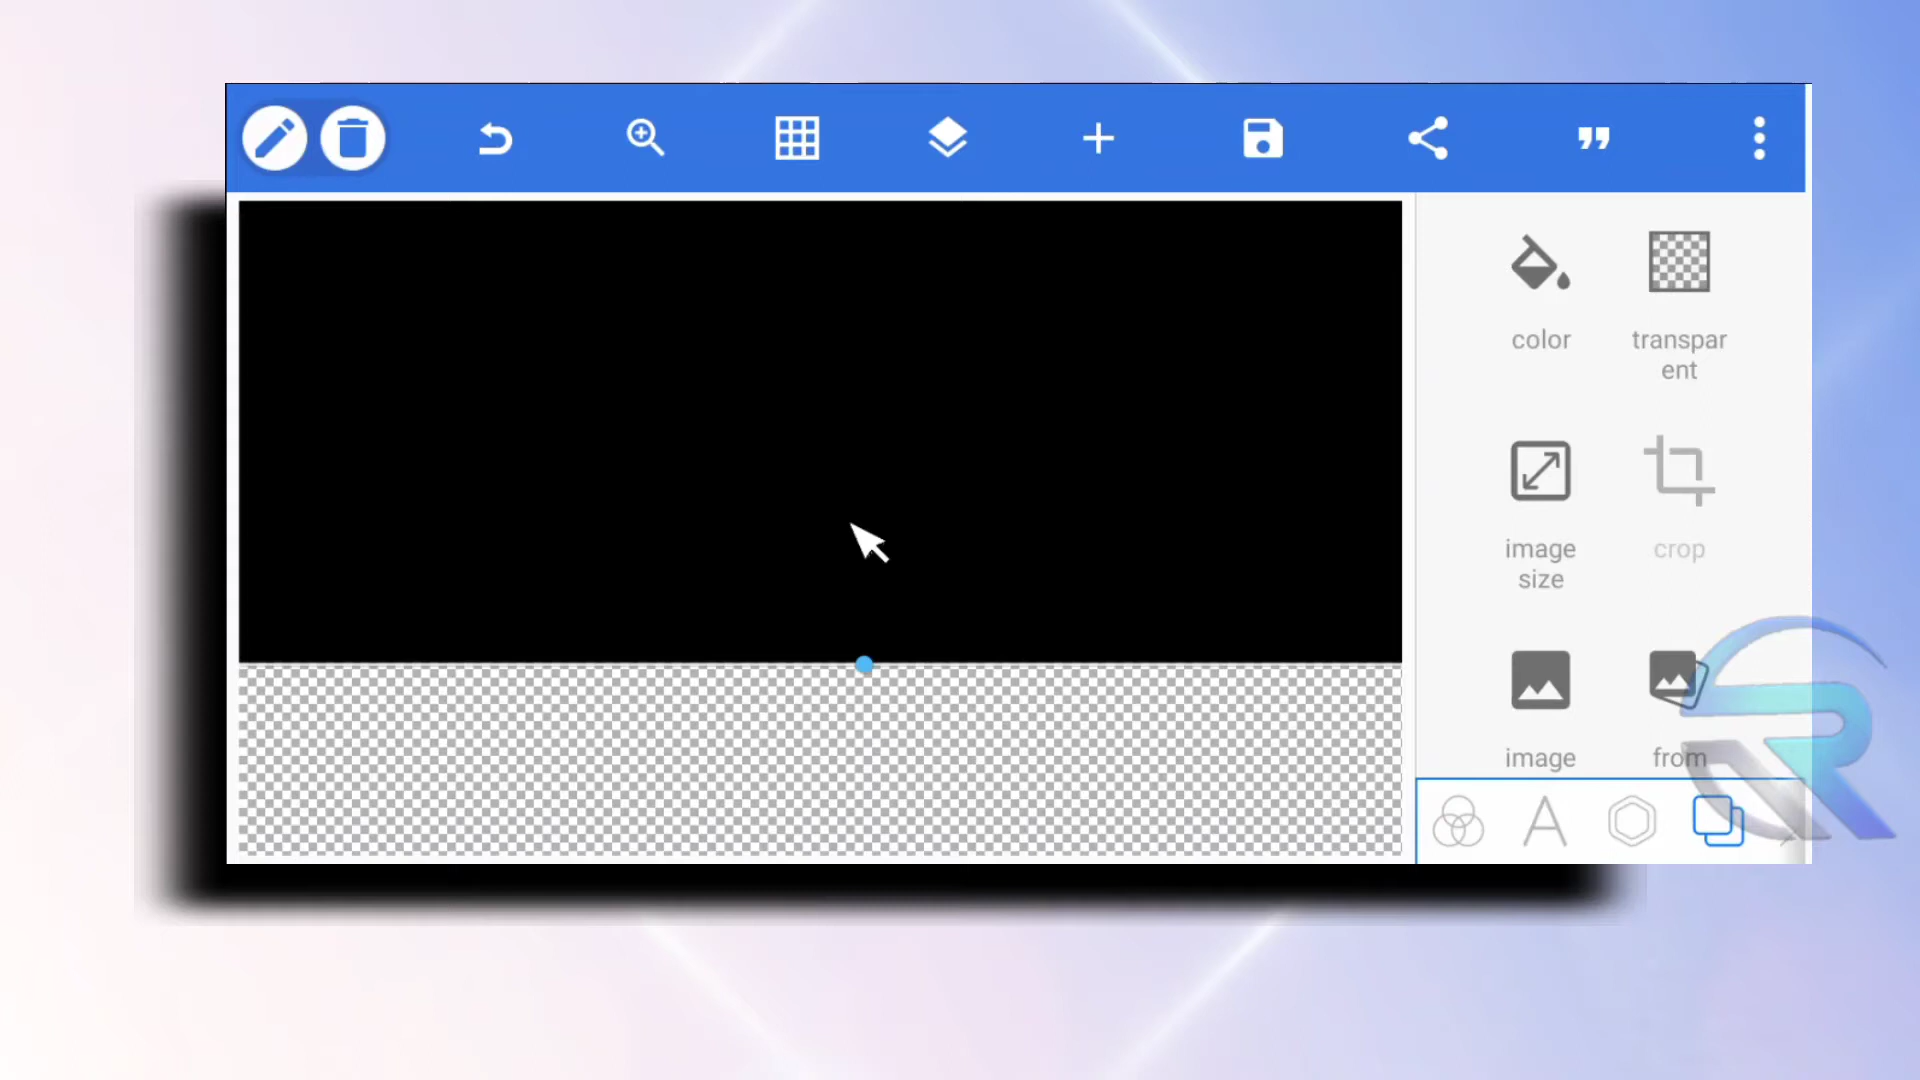 color
transpar
ent
image
size
crop
image
from